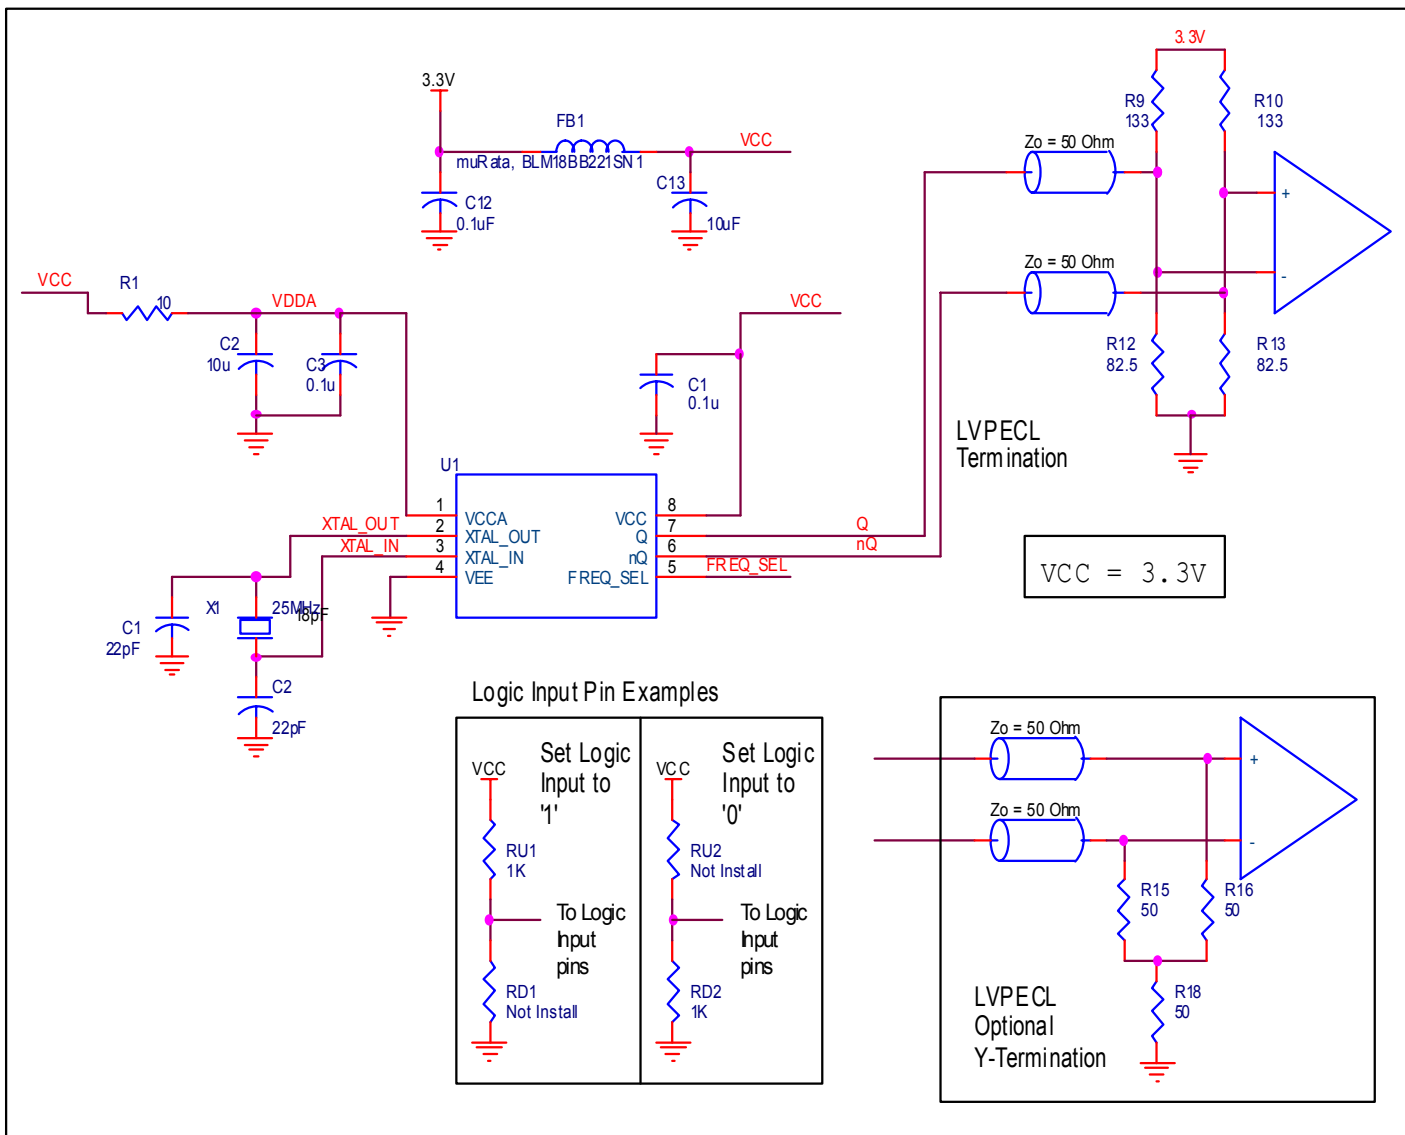 3.3V
FB1
VCC
muRata, BLM18BB221SN1
C12
0.1uF
C13
10uF
3.3V
R9
133
R10
133
Zo = 50 Ohm
+
Zo = 50 Ohm
-
R12
82.5
R13
82.5
LVPECL
Termination
VCC
R1
10
VDDA
C2
10u
C3
0.1u
VCC
C1
0.1u
U1
1
VCCA
2
XTAL_OUT
3
XTAL_IN
4
VEE
VCC
8
Q
7
nQ
6
FREQ_SEL
5
XTAL_OUT
XTAL_IN
Q
nQ
FREQ_SEL
VCC = 3.3V
X1
25MHz
18pF
C1
22pF
C2
22pF
Logic Input Pin Examples
Set Logic
Input to
'1'
VCC
RU1
1K
To Logic
Input
pins
RD1
Not Install
Set Logic
Input to
'0'
VCC
RU2
Not Install
To Logic
Input
pins
RD2
1K
Zo = 50 Ohm
+
Zo = 50 Ohm
-
R15
50
R16
50
R18
50
LVPECL
Optional
Y-Termination